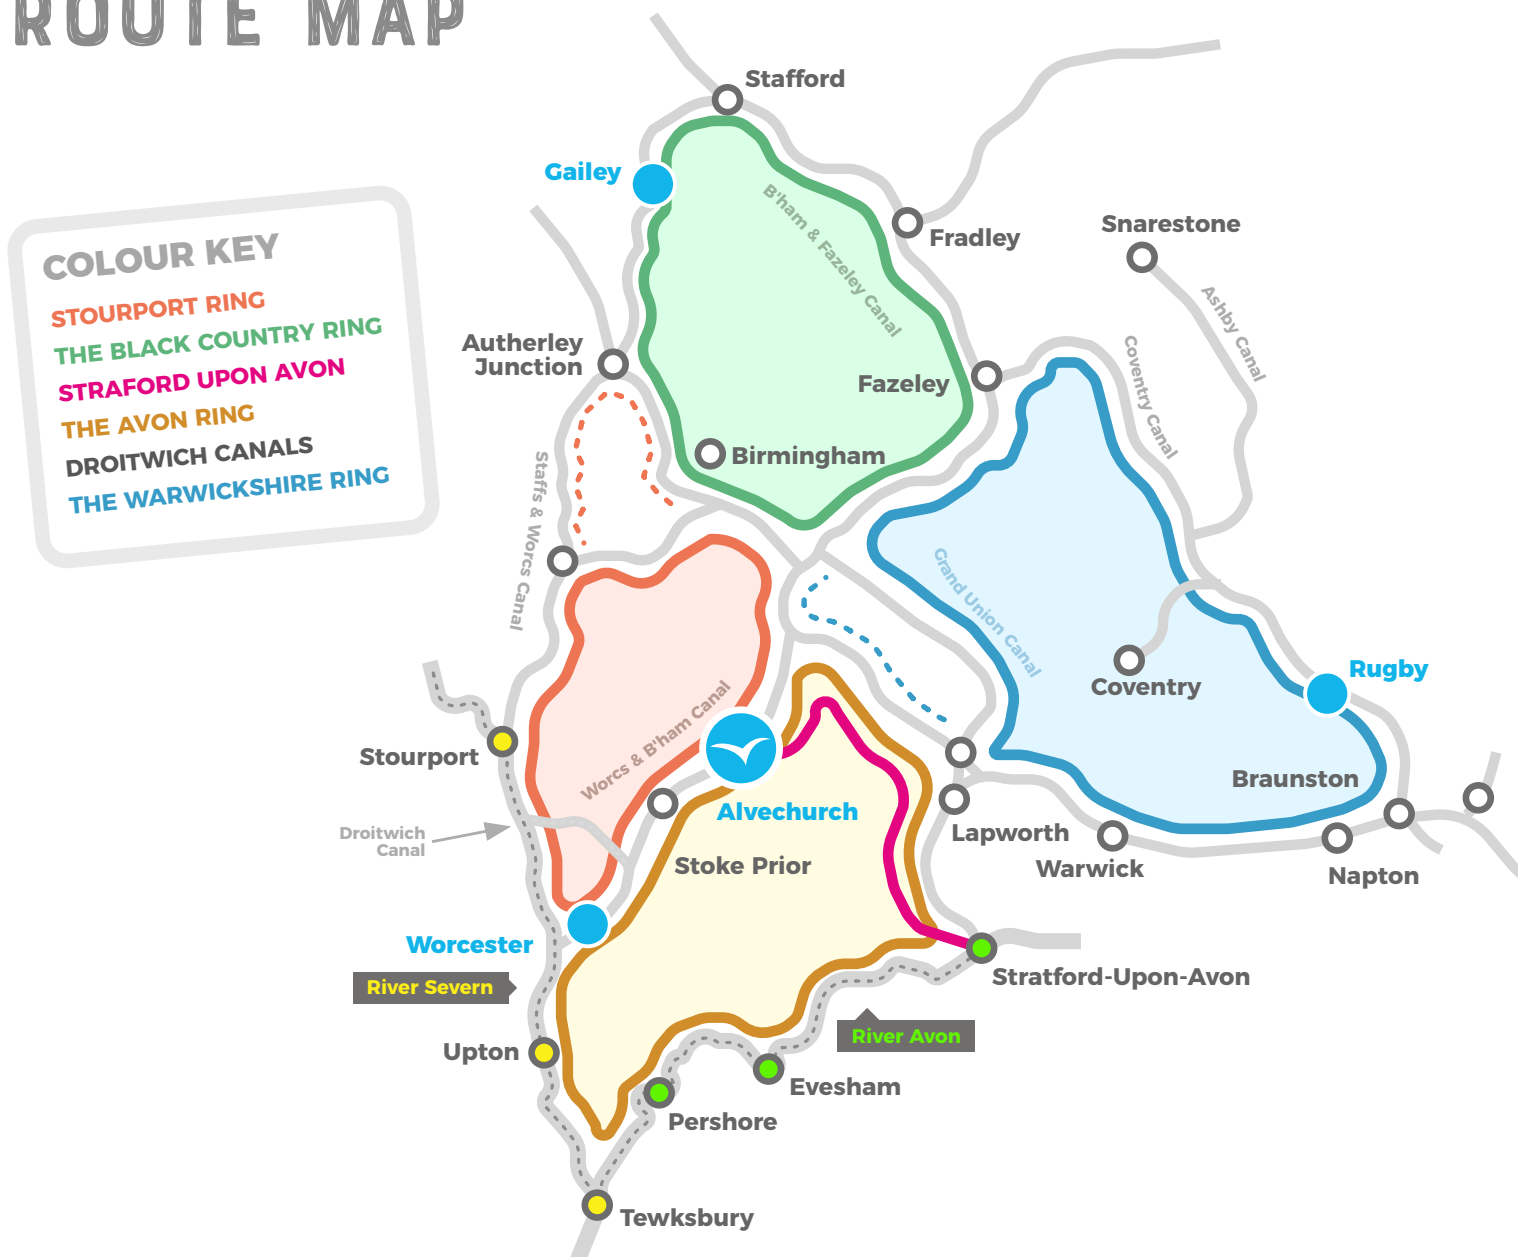 ROUTE MAP
Stafford
Gailey
B'ham & Fazeley Canal
Fradley
Snarestone
COLOUR KEY
STOURPORT RING
THE BLACK COUNTRY RING
STRAFORD UPON AVON
THE AVON RING
DROITWICH CANALS
THE WARWICKSHIRE RING
Ashby Canal
Autherley
Junction
Coventry Canal
Fazeley
Birmingham
Staffs & Worcs Canal
Grand Union Canal
Coventry
Rugby
Worcs & B'ham Canal
Stourport
Braunston
Alvechurch
Droitwich
Canal
Lapworth
Stoke Prior
Warwick
Napton
Worcester
Stratford-Upon-Avon
River Severn
River Avon
Upton
Evesham
Pershore
Tewksbury